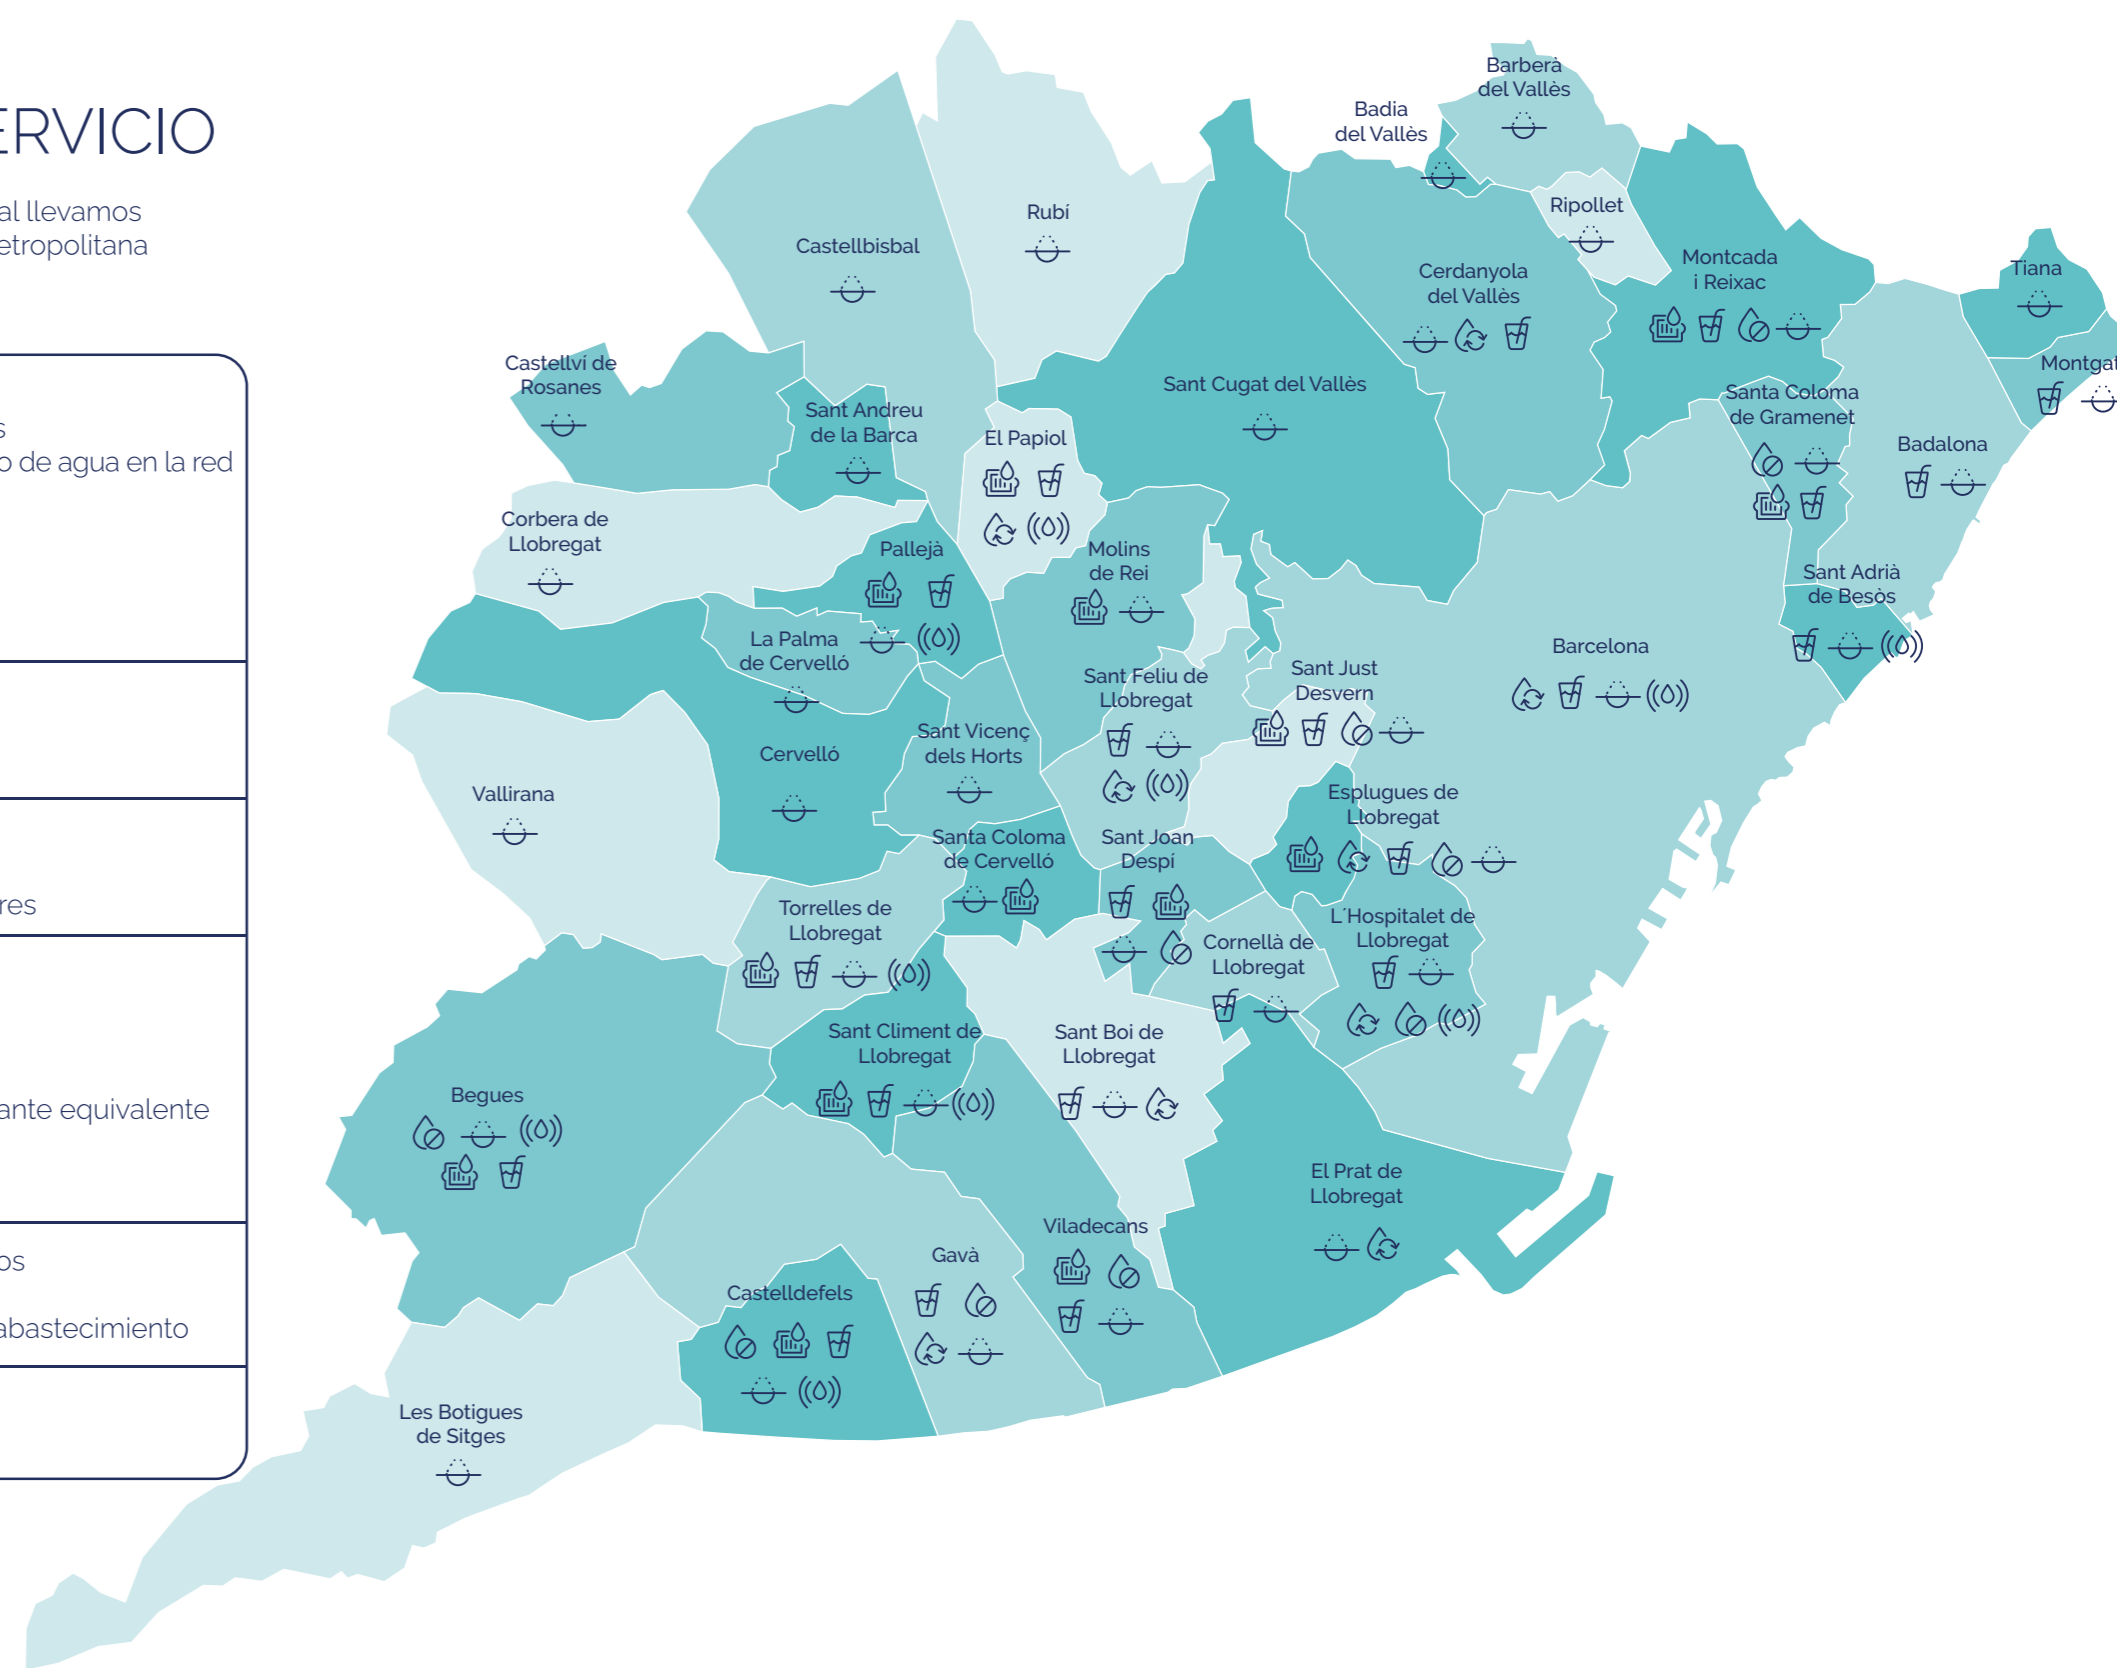 ERVICIO
al llevamos
etropolitana
s
o de agua en la red
res
ante equivalente
os
abastecimiento
Barberà
del Vallès
Badia
del Vallès
Rubí
Ripollet
Castellbisbal
Cerdanyola
del Vallès
Montcada
i Reixac
Tiana
Montgat
Castellví de
Rosanes
Sant Andreu
de la Barca
Sant Cugat del Vallès
Santa Coloma
de Gramenet
El Papiol
Badalona
Corbera de
Llobregat
Pallejà
Molins
de Rei
Sant Adrià
de Besòs
La Palma
de Cervelló
Barcelona
Sant Feliu de
Llobregat
Sant Just
Desvern
Sant Vicenç
dels Horts
Cervelló
Vallirana
Esplugues de
Llobregat
Santa Coloma
de Cervelló
Sant Joan
Despí
Torrelles de
Llobregat
L´Hospitalet de
Llobregat
Cornellà de
Llobregat
Sant Climent de
Llobregat
Sant Boi de
Llobregat
Begues
El Prat de
Llobregat
Viladecans
Gavà
Castelldefels
Les Botigues
de Sitges